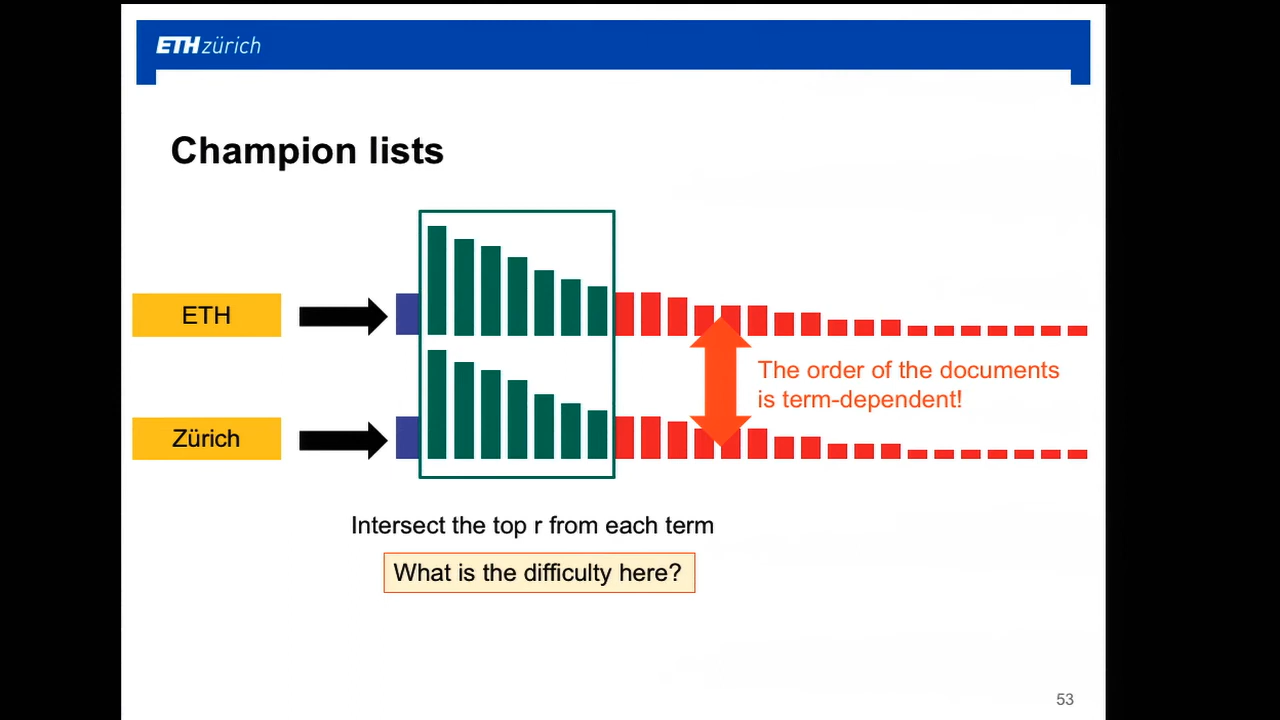 ETH zürich
Champion lists
ETH
The order of the documents
is term-dependent!
Zürich
Intersect the top r from each term
What is the difficulty here?
53